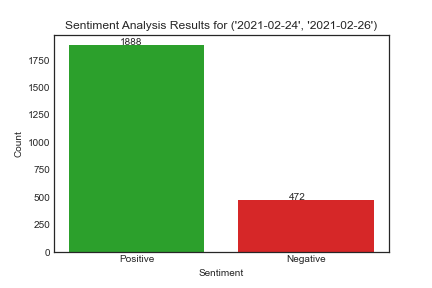 Sentiment Analysis Results for ('2021-02-24', '2021-02-26')
1888
1750
1500
1250
1000
750
500
250
0
472
Count
Positive
Negative
Sentiment